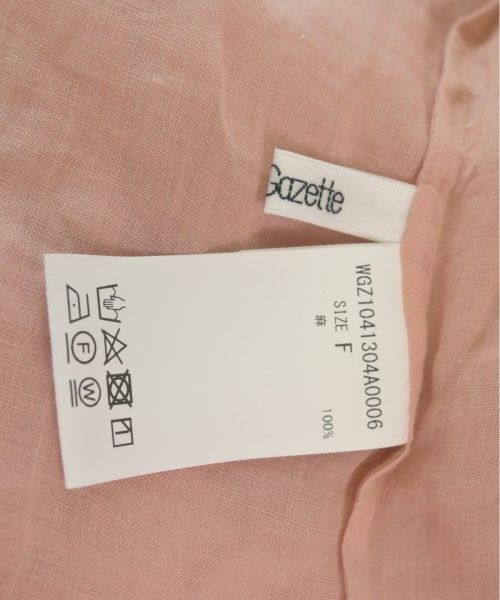 Gazette
WGZ1041304A0006
SIZE F
麻 100%
F
W